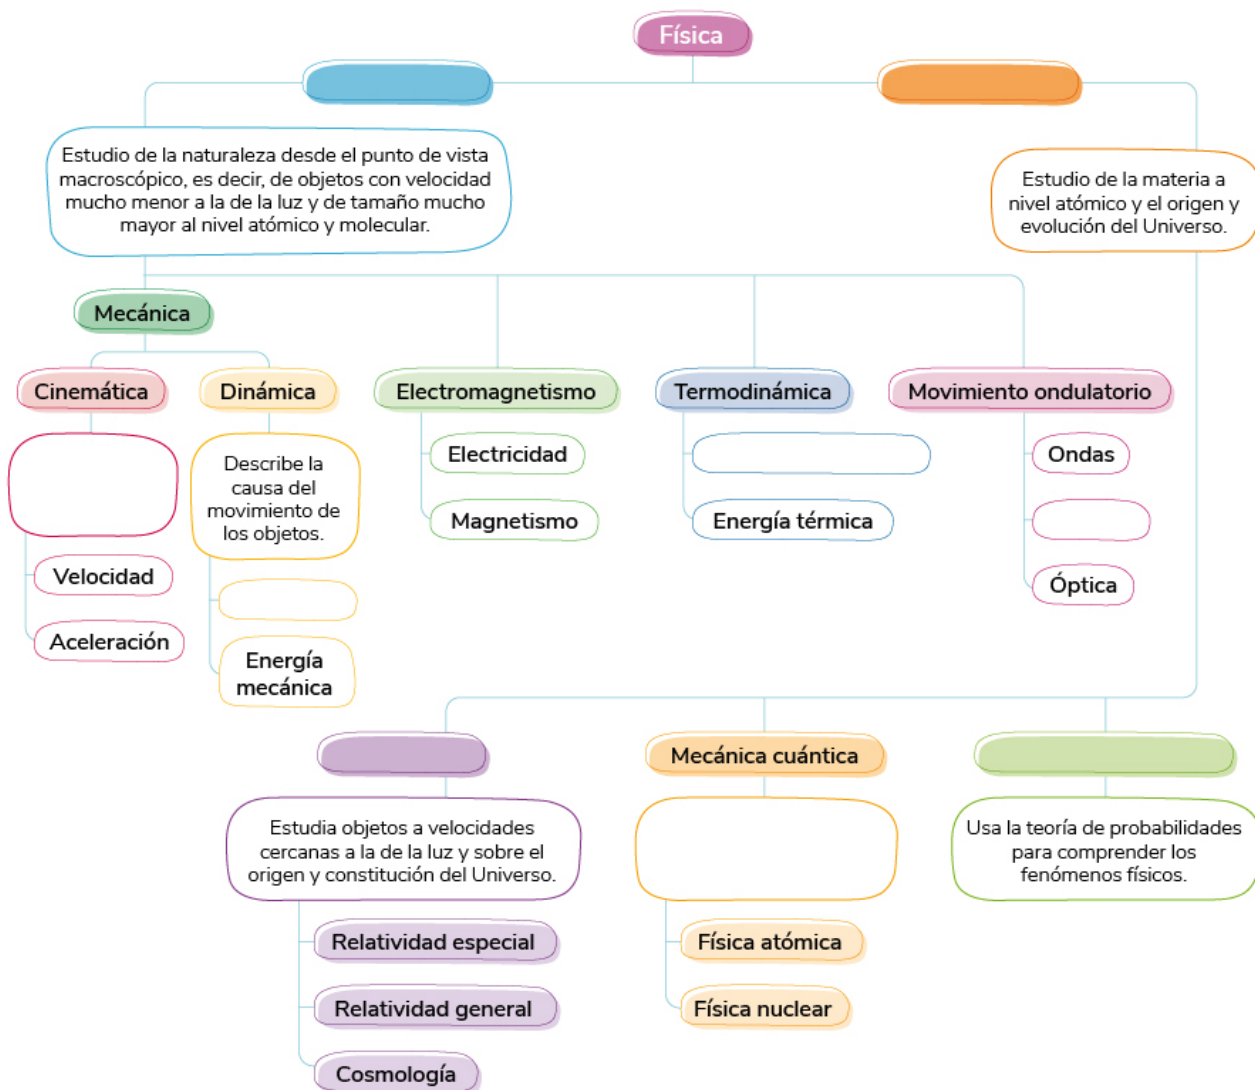 Física
Estudio de la naturaleza desde el punto de vista
macroscópico, es decir, de objetos con velocidad
mucho menor a la de la luz y de tamaño mucho
mayor al nivel atómico y molecular.
Estudio de la materia a
nivel atómico y el origen y
evolución del Universo.
Mecánica
Cinemática
Dinámica
Electromagnetismo
Termodinámica
Movimiento ondulatorio
Describe la
causa del
movimiento de
los objetos.
Electricidad
Ondas
Magnetismo
Energía térmica
Velocidad
Óptica
Aceleración
Energía
mecánica
Mecánica cuántica
Estudia objetos a velocidades
cercanas a la de la luz y sobre el
origen y constitución del Universo.
Usa la teoría de probabilidades
para comprender los
fenómenos físicos.
Relatividad especial
Física atómica
Relatividad general
Física nuclear
Cosmología